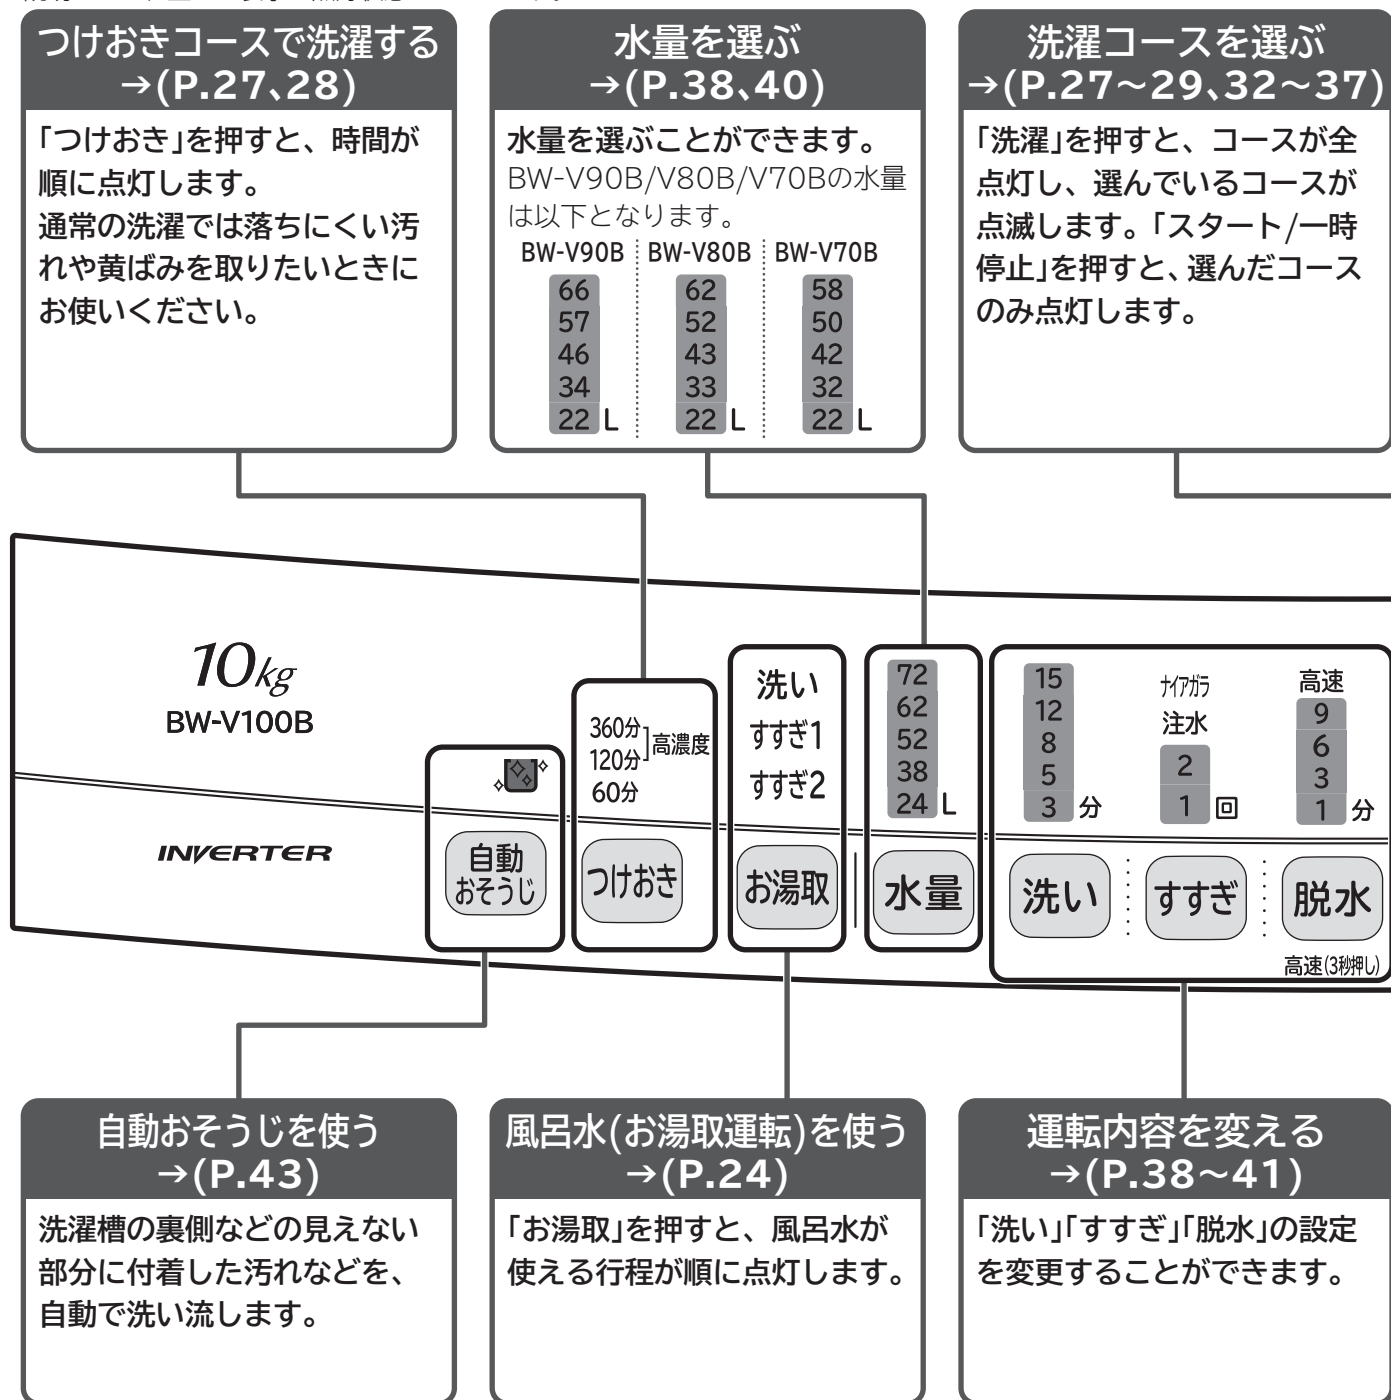 つけおきコースで洗濯する
→(P.27、28)
「つけおき」を押すと、時間が
順に点灯します。
通常の洗濯では落ちにくい汚
れや黄ばみを取りたいときに
お使いください。
水量を選ぶ
→(P.38、40)
水量を選ぶことができます。
BW-V90B/V80B/V70Bの水量
は以下となります。
BW-V90B BW-V80B BW-V70B
66 62 58
57 52 50
46 43 42
34 33 32
22 L 22 L 22 L
洗濯コースを選ぶ
→(P.27～29、32～37)
「洗濯」を押すと、コースが全
点灯し、選んでいるコースが
点滅します。「スタート/一時
停止」を押すと、選んだコース
のみ点灯します。
10kg
BW-V100B
INVERTER
自動
おそうじ
360分
120分
高濃度
60分
つけおき
洗い
すすぎ1
すすぎ2
お湯取
72
62
52
38
24 L
水量
15
12
8
5
3 分
洗い
ナイアガラ
注水
2
1 回
すすぎ
高速
9
6
3
1 分
脱水
高速(3秒押し)
自動おそうじを使う
→(P.43)
洗濯槽の裏側などの見えない
部分に付着した汚れなどを、
自動で洗い流します。
風呂水(お湯取運転)を使う
→(P.24)
「お湯取」を押すと、風呂水が
使える行程が順に点灯します。
運転内容を変える
→(P.38～41)
「洗い」「すすぎ」「脱水」の設定
を変更することができます。